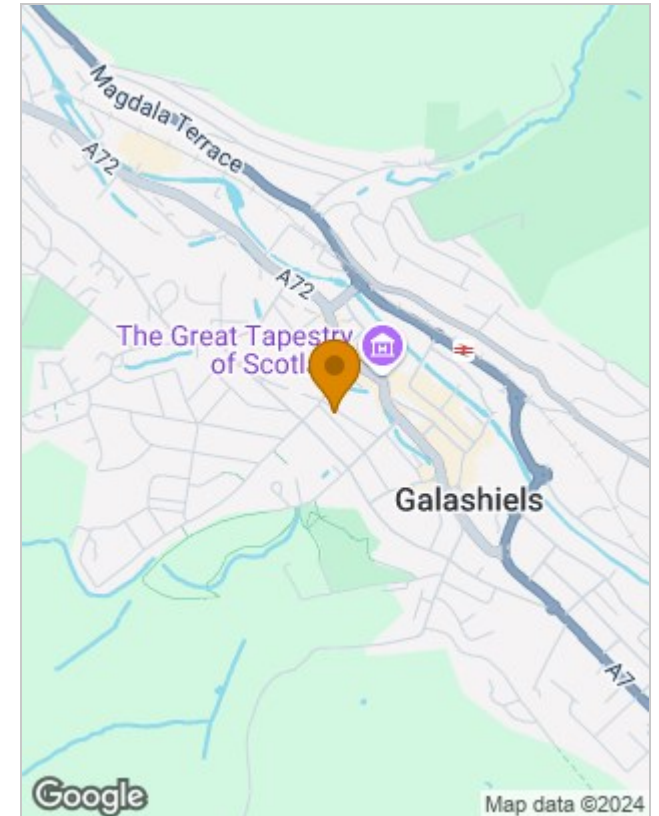 Magdala Terrace
A72
A72
The Great Tapestry
of Scotl
H
Galashiels
A7
Google
Map data ©2024